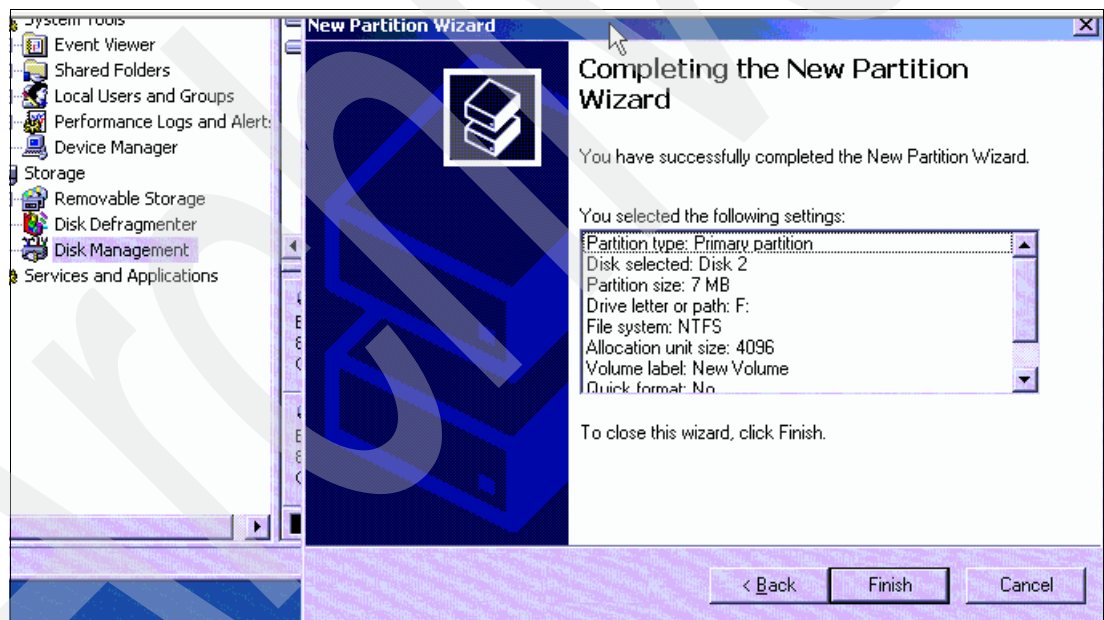 System Tools
Event Viewer
Shared Folders
Local Users and Groups
Performance Logs and Alerts
Device Manager
Storage
Removable Storage
Disk Defragmenter
Disk Management
Services and Applications
New Partition Wizard
Completing the New Partition
Wizard
You have successfully completed the New Partition Wizard.
You selected the following settings:
Partition type: Primary partition
Disk selected: Disk 2
Partition size: 7 MB
Drive letter or path: F:
File system: NTFS
Allocation unit size: 4096
Volume label: New Volume
Quick format: No
To close this wizard, click Finish.
< Back
Finish
Cancel